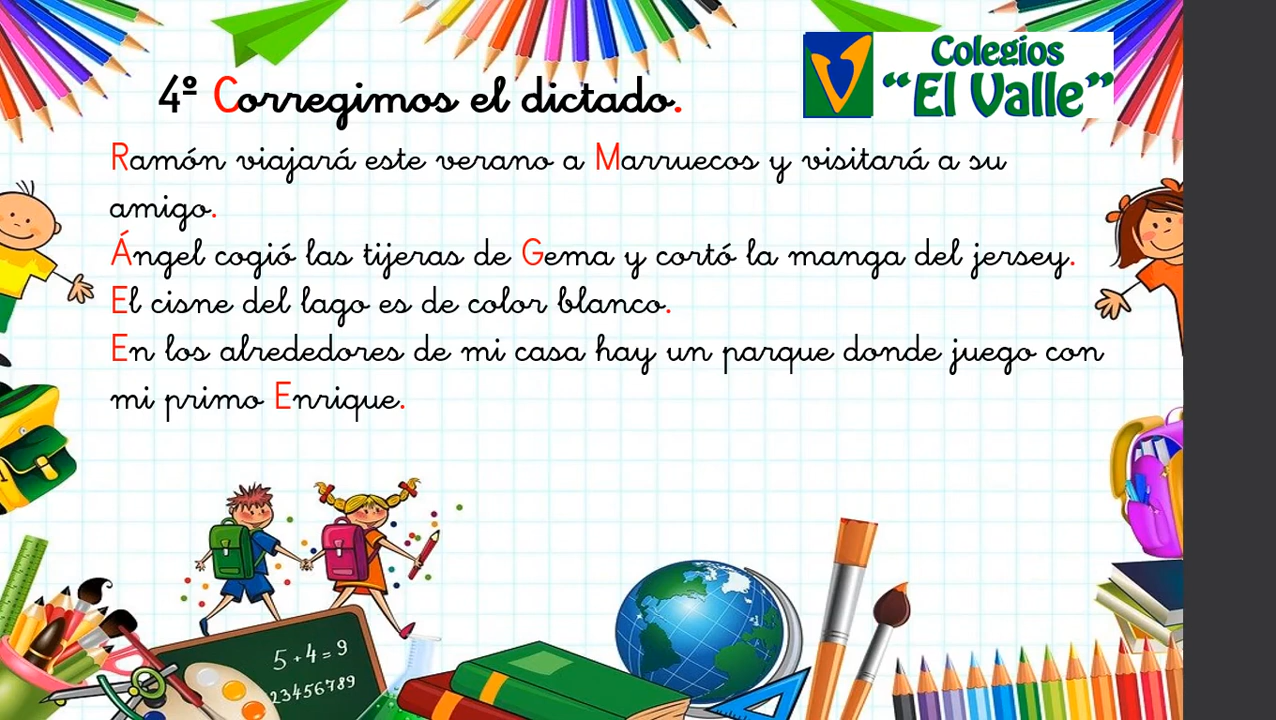 Colegios
"El Valle"
4º Corregimos el dictado.
Ramón viajará este verano a Marruecos y visitará a su
amigo.
Ángel cogió las tijeras de Gema y cortó la manga del jersey.
El cisne del lago es de color blanco.
En los alrededores de mi casa hay un parque donde juego con
mi primo Enrique.
5+4=9
123456789